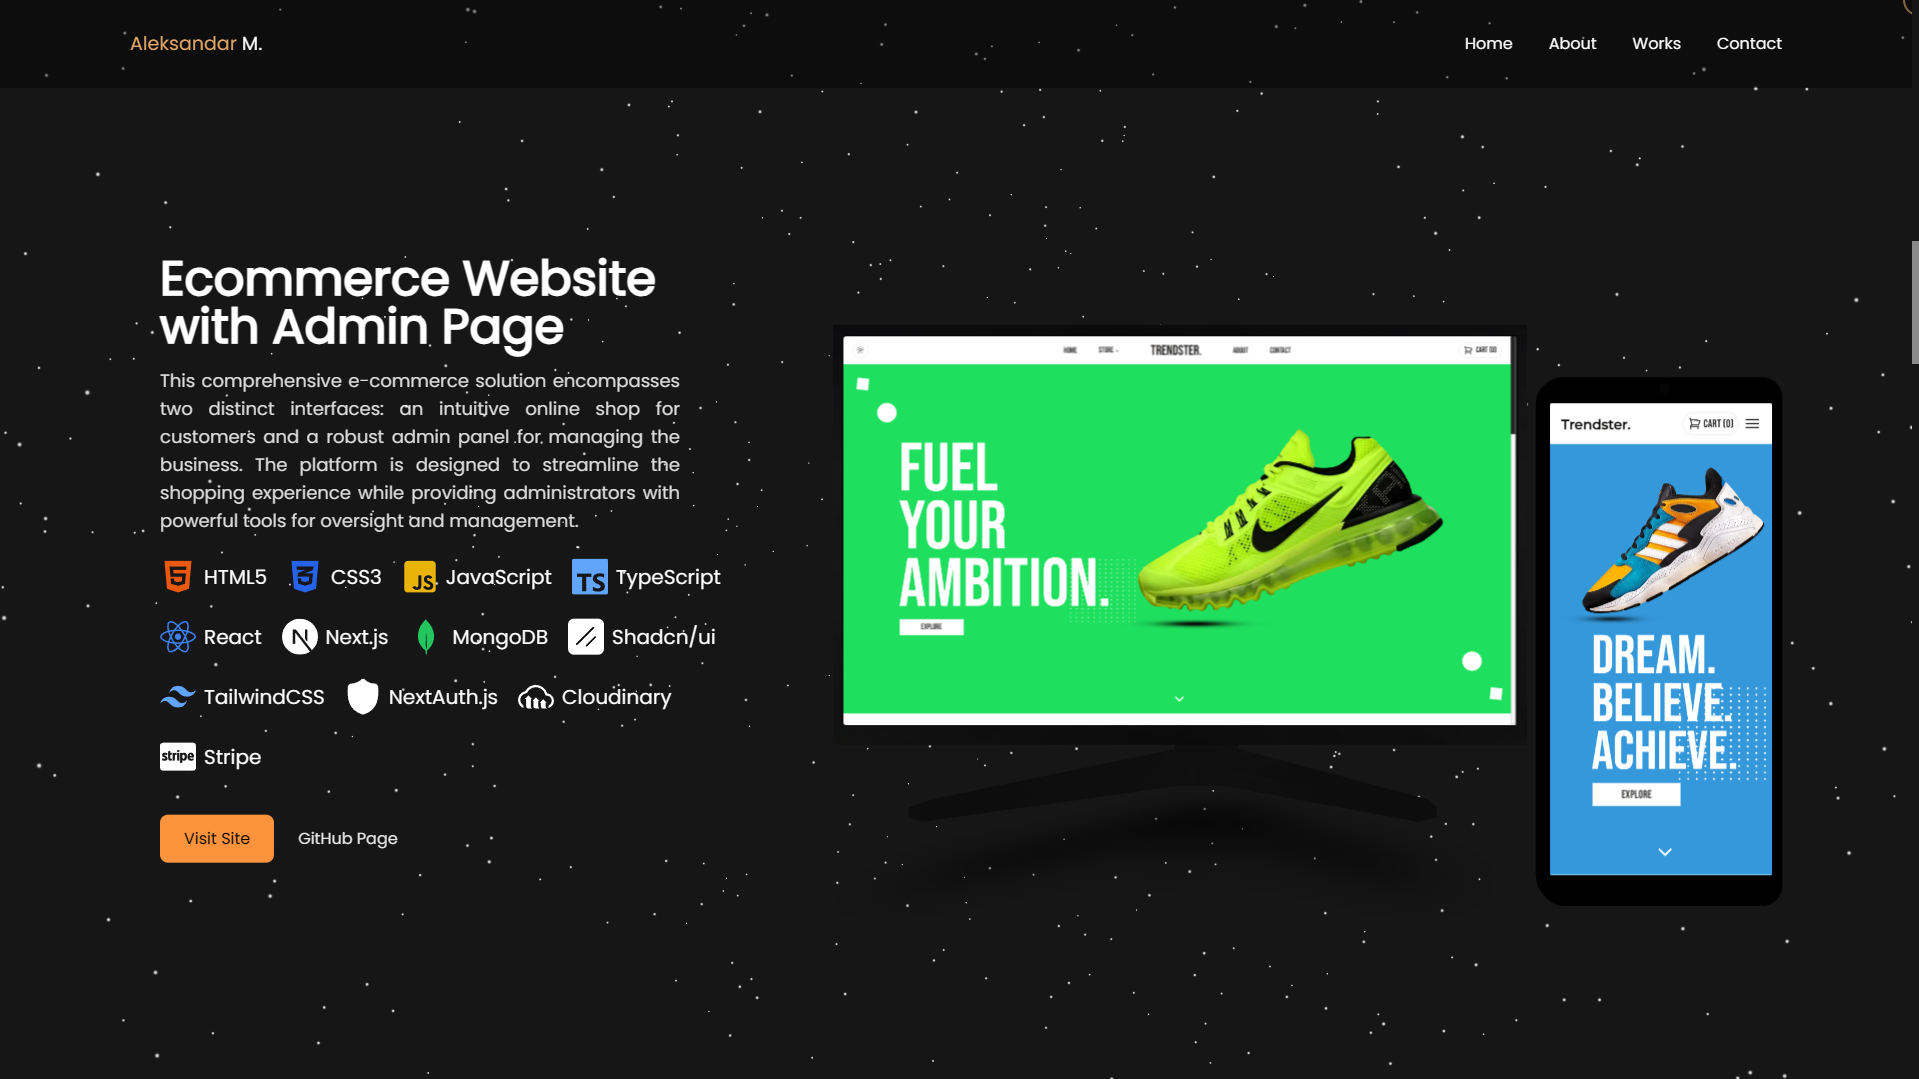 Aleksandar M.
Home About Works Contact
Ecommerce Website
with Admin Page
This comprehensive e-commerce solution encompasses
two distinct interfaces: an intuitive online shop for
customers and a robust admin panel for managing the
business. The platform is designed to streamline the
shopping experience while providing administrators with
powerful tools for oversight and management.
HTML5 CSS3 JS JavaScript TS TypeScript
React Next.js MongoDB Shadcn/ui
TailwindCSS NextAuth.js Cloudinary
stripe Stripe
Visit Site GitHub Page
HOME STORE TRENDSTER. ABOUT CONTACT CART (0)
FUEL
YOUR
AMBITION.
EXPLORE
Trendster. CART (0)
DREAM.
BELIEVE.
ACHIEVE.
EXPLORE